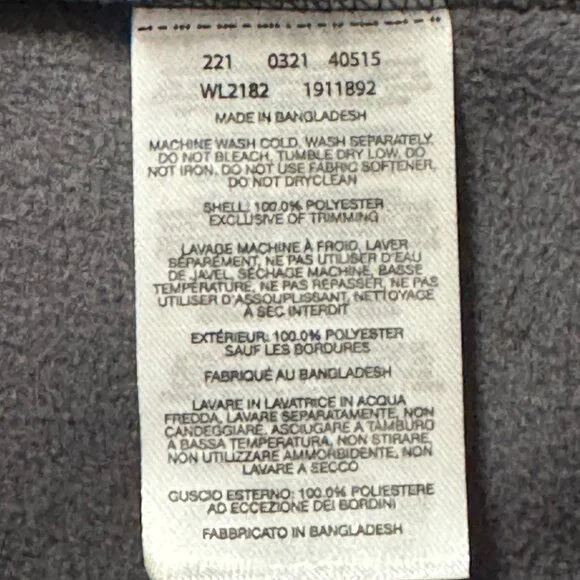 221 0321 40515
WL2182 1911892
MADE IN BANGLADESH
MACHINE WASH COLD, WASH SEPARATELY,
DO NOT BLEACH, TUMBLE DRY LOW, DO
NOT IRON, DO NOT USE FABRIC SOFTENER,
DO NOT DRYCLEAN
SHELL: 100.0% POLYESTER
EXCLUSIVE OF TRIMMING
LAVAGE MACHINE À FROID, LAVER
SÉPARÉMENT, NE PAS UTILISER D'EAU
DE JAVEL, SÉCHAGE MACHINE, BASSE
TEMPÉRATURE, NE PAS REPASSER, NE PAS
UTILISER D'ASSOUPLISSANT, NETTOYAGE
À SEC INTERDIT
EXTÉRIEUR: 100.0% POLYESTER
SAUF LES BORDURES
FABRIQUÉ AU BANGLADESH
LAVARE IN LAVATRICE IN ACQUA
FREDDA, LAVARE SEPARATAMENTE, NON
CANDEGGIARE, ASCIUGARE A TAMBURO
A BASSA TEMPERATURA, NON STIRARE,
NON UTILIZZARE AMMORBIDENTE, NON
LAVARE A SECCO
GUSCIO ESTERNO: 100.0% POLIESTERE
AD ECCEZIONE DEI BORDINI
FABBRICATO IN BANGLADESH